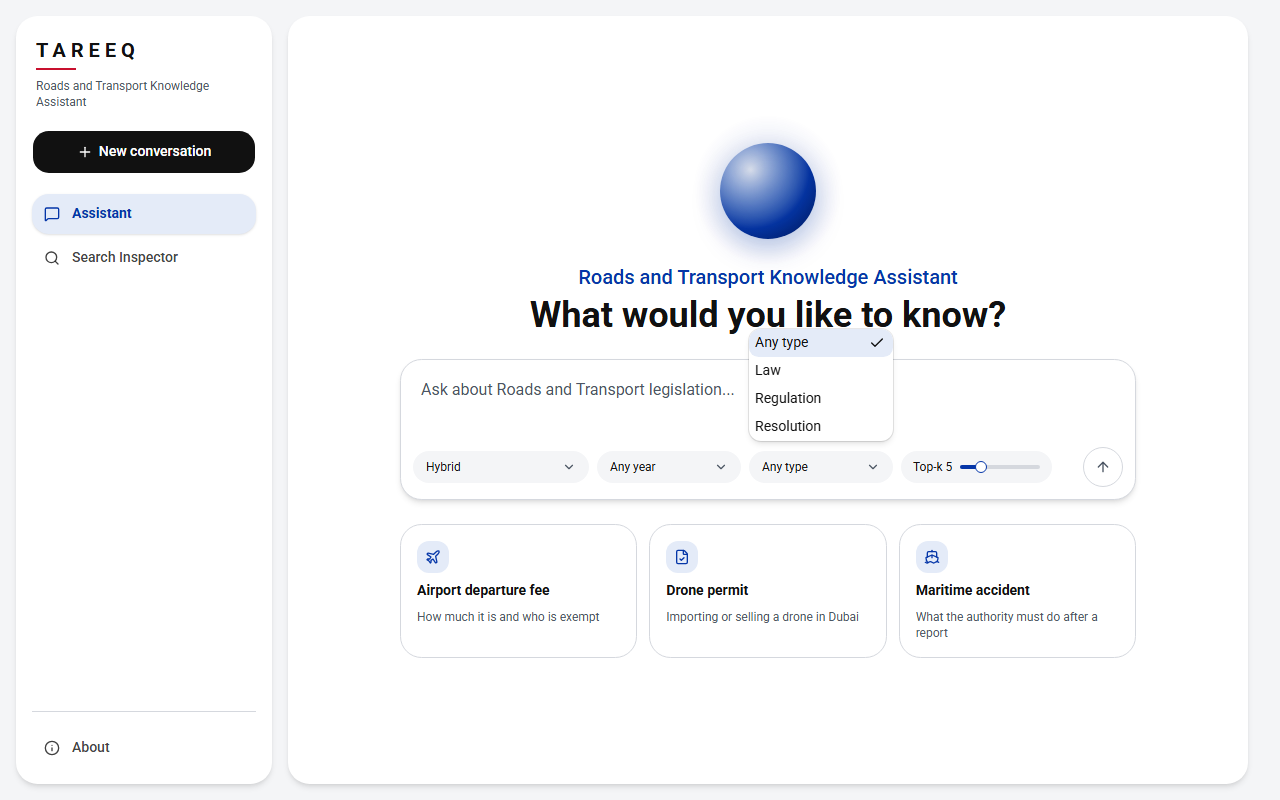 TAREEQ
Roads and Transport Knowledge
Assistant
New conversation
Assistant
Search Inspector
About
Roads and Transport Knowledge Assistant
What would you like to know?
Ask about Roads and Transport legislation...
Any type
Law
Regulation
Resolution
Hybrid
Any year
Any type
Top-k 5
Airport departure fee
How much it is and who is exempt
Drone permit
Importing or selling a drone in Dubai
Maritime accident
What the authority must do after a
report